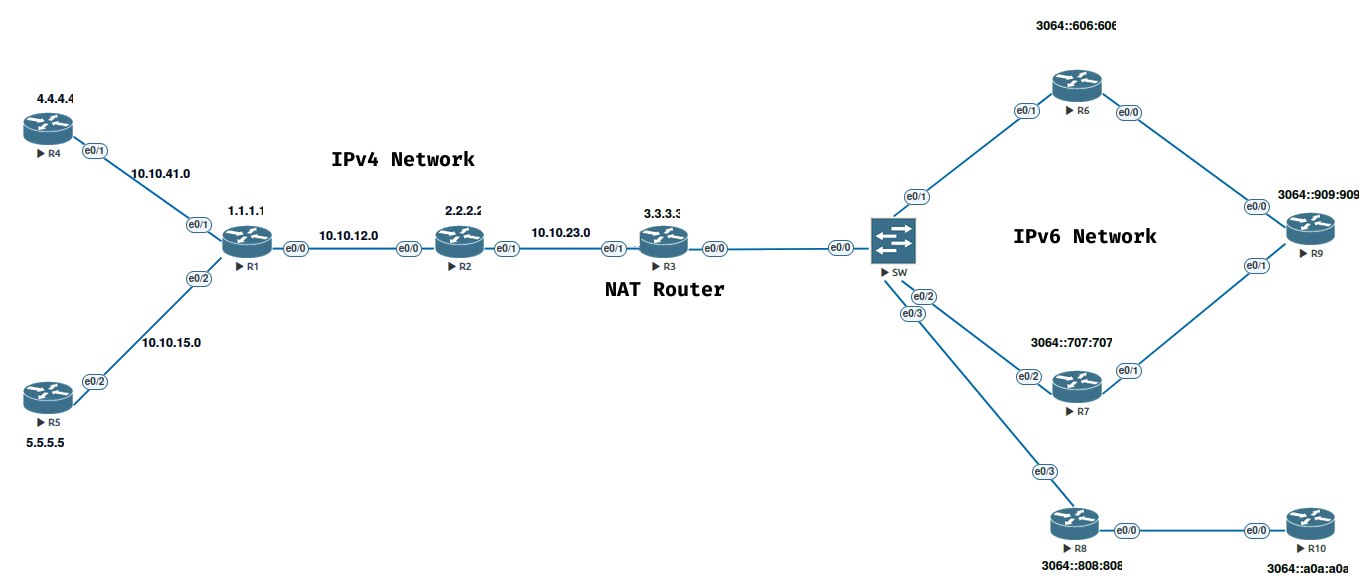 3064::606:606
e0/1
R6
e0/0
4.4.4.4
e0/1
R4
10.10.41.0
IPv4 Network
e0/1
1.1.1.1
10.10.12.0
2.2.2.2
10.10.23.0
3.3.3.3
e0/0
R1
e0/0
R2
e0/1
e0/1
R3
e0/0
NAT Router
e0/2
10.10.15.0
e0/2
R5
5.5.5.5
e0/0
e0/1
SW
e0/2
e0/3
IPv6 Network
3064::909:909
e0/0
R9
e0/1
3064::707:707
e0/2
R7
e0/1
e0/3
R8
3064::808:808
e0/0
e0/0
R10
3064::a0a:a0a